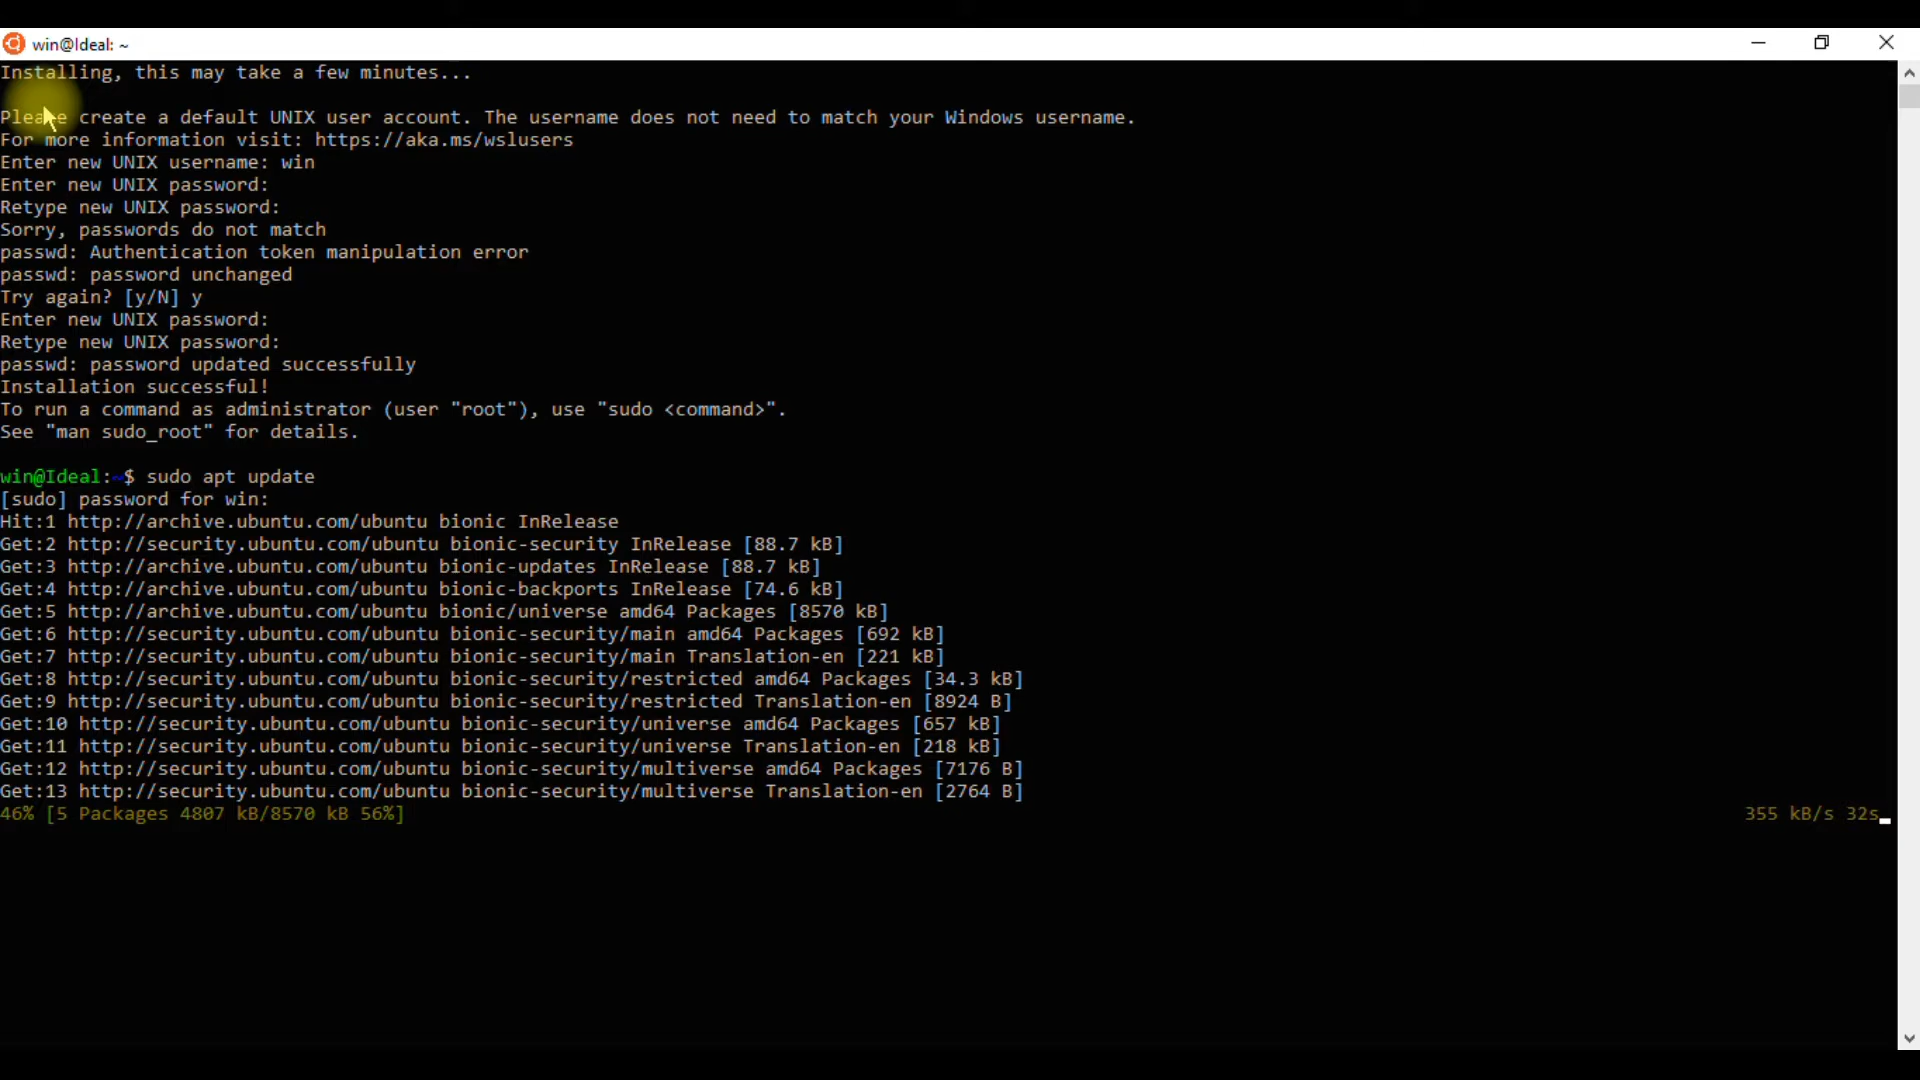 win@Ideal: ~
Installing, this may take a few minutes...
Please create a default UNIX user account. The username does not need to match your Windows username.
For more information visit: https://aka.ms/wslusers
Enter new UNIX username: win
Enter new UNIX password:
Retype new UNIX password:
Sorry, passwords do not match
passwd: Authentication token manipulation error
passwd: password unchanged
Try again? [y/N] y
Enter new UNIX password:
Retype new UNIX password:
passwd: password updated successfully
Installation successful!
To run a command as administrator (user "root"), use "sudo <command>".
See "man sudo_root" for details.
win@Ideal:~$ sudo apt update
[sudo] password for win:
Hit:1 http://archive.ubuntu.com/ubuntu bionic InRelease
Get:2 http://security.ubuntu.com/ubuntu bionic-security InRelease [88.7 kB]
Get:3 http://archive.ubuntu.com/ubuntu bionic-updates InRelease [88.7 kB]
Get:4 http://archive.ubuntu.com/ubuntu bionic-backports InRelease [74.6 kB]
Get:5 http://archive.ubuntu.com/ubuntu bionic/universe amd64 Packages [8570 kB]
Get:6 http://security.ubuntu.com/ubuntu bionic-security/main amd64 Packages [692 kB]
Get:7 http://security.ubuntu.com/ubuntu bionic-security/main Translation-en [221 kB]
Get:8 http://security.ubuntu.com/ubuntu bionic-security/restricted amd64 Packages [34.3 kB]
Get:9 http://security.ubuntu.com/ubuntu bionic-security/restricted Translation-en [8924 B]
Get:10 http://security.ubuntu.com/ubuntu bionic-security/universe amd64 Packages [657 kB]
Get:11 http://security.ubuntu.com/ubuntu bionic-security/universe Translation-en [218 kB]
Get:12 http://security.ubuntu.com/ubuntu bionic-security/multiverse amd64 Packages [7176 B]
Get:13 http://security.ubuntu.com/ubuntu bionic-security/multiverse Translation-en [2764 B]
46% [5 Packages 4807 kB/8570 kB 56%] 355 kB/s 32s